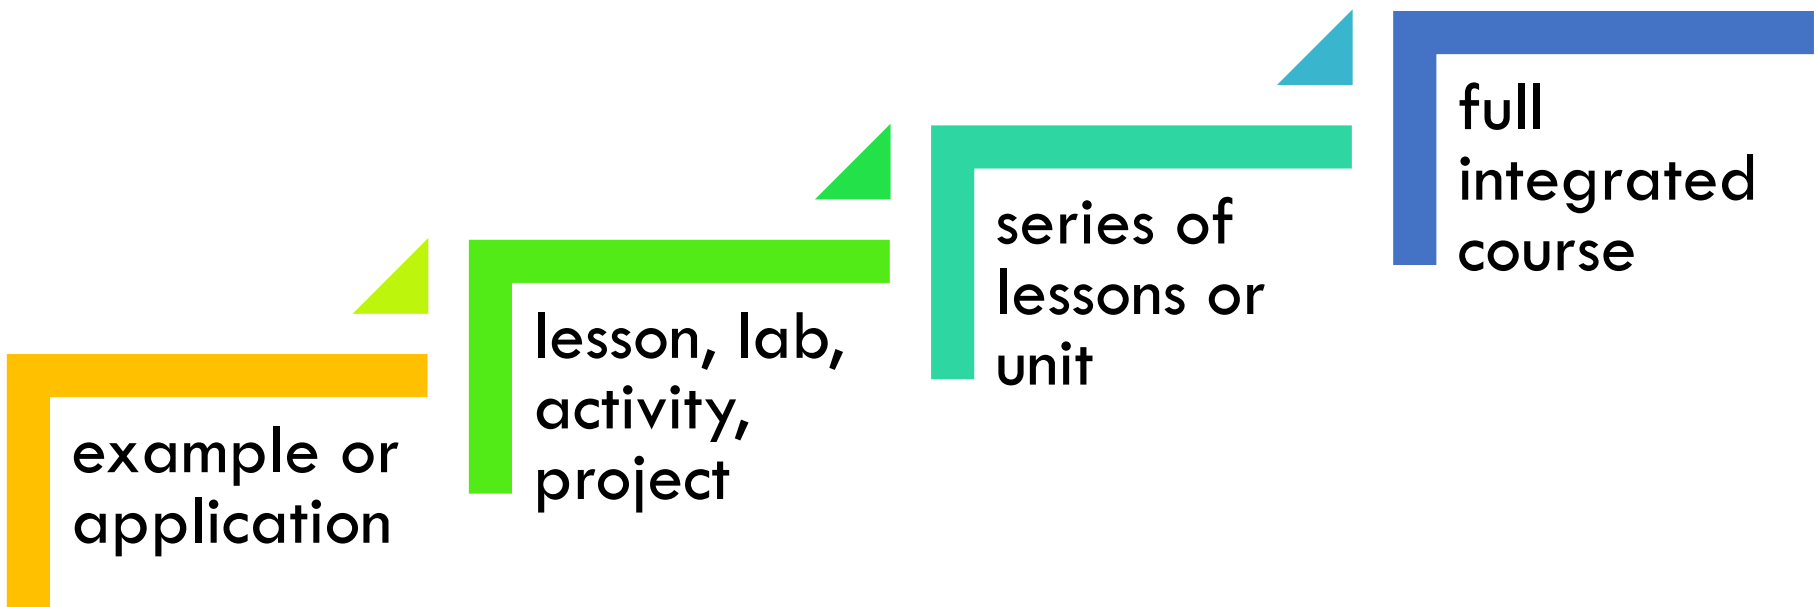 example or
application
lesson, lab,
activity,
project
series of
lessons or
unit
full
integrated
course